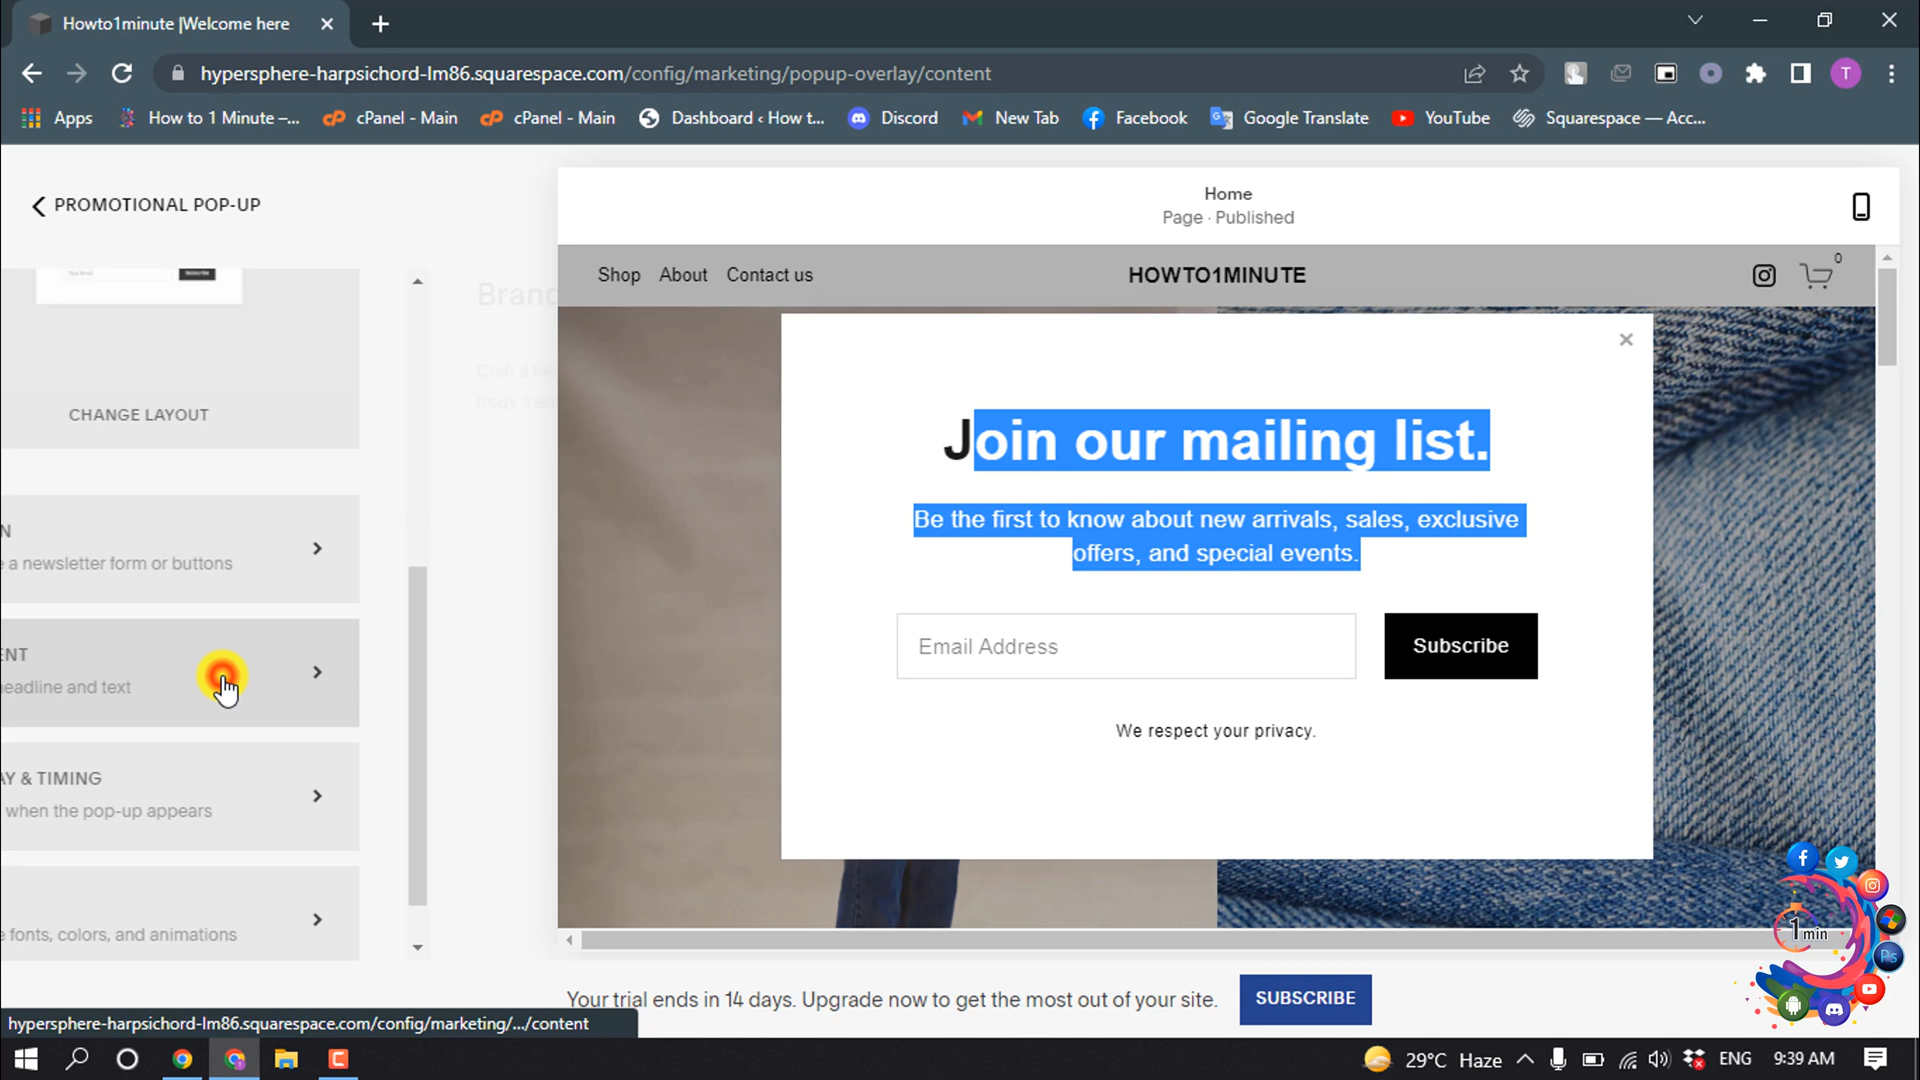 Howto1minute |Welcome here
hypersphere-harpsichord-lm86.squarespace.com/config/marketing/popup-overlay/content
T
Apps
How to 1 Minute –...
cPanel - Main
cPanel - Main
Dashboard ‹ How t...
Discord
New Tab
Facebook
Google Translate
YouTube
Squarespace — Acc...
PROMOTIONAL POP-UP
CHANGE LAYOUT
N
e a newsletter form or buttons
ENT
eadline and text
AY & TIMING
when the pop-up appears
e fonts, colors, and animations
Brand
Home
Page · Published
Shop About Contact us
HOWTO1MINUTE
0
Join our mailing list.
Be the first to know about new arrivals, sales, exclusive
offers, and special events.
Email Address
Subscribe
We respect your privacy.
1 min
Ps
Your trial ends in 14 days. Upgrade now to get the most out of your site.
SUBSCRIBE
hypersphere-harpsichord-lm86.squarespace.com/config/marketing/.../content
29°C Haze
ENG
9:39 AM